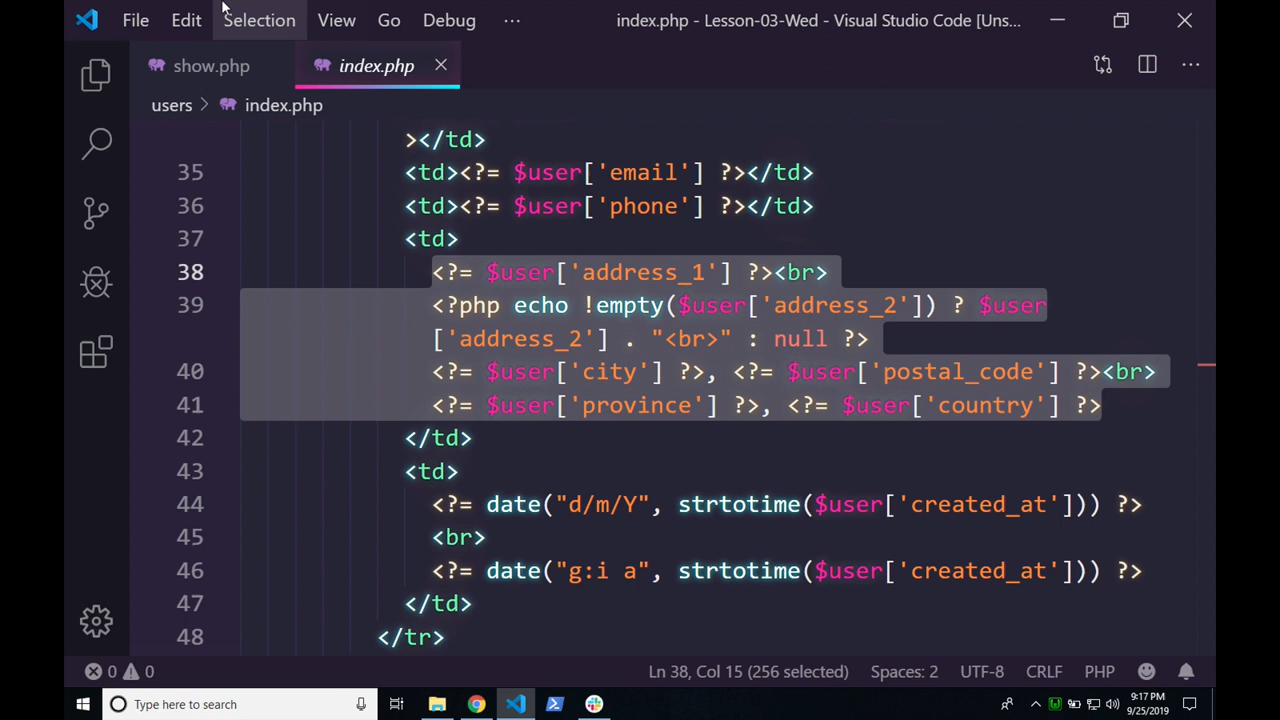 File Edit Selection View Go Debug ··· index.php - Lesson-03-Wed - Visual Studio Code [Uns...
show.php index.php
users > index.php
></td>
35 <td><?= $user['email'] ?></td>
36 <td><?= $user['phone'] ?></td>
37 <td>
38 <?= $user['address_1'] ?><br>
39 <?php echo !empty($user['address_2']) ? $user
['address_2'] . "<br>" : null ?>
40 <?= $user['city'] ?>, <?= $user['postal_code'] ?><br>
41 <?= $user['province'] ?>, <?= $user['country'] ?>
42 </td>
43 <td>
44 <?= date("d/m/Y", strtotime($user['created_at'])) ?>
45 <br>
46 <?= date("g:i a", strtotime($user['created_at'])) ?>
47 </td>
48 </tr>
0 0 Ln 38, Col 15 (256 selected) Spaces: 2 UTF-8 CRLF PHP
Type here to search 9:17 PM
9/25/2019